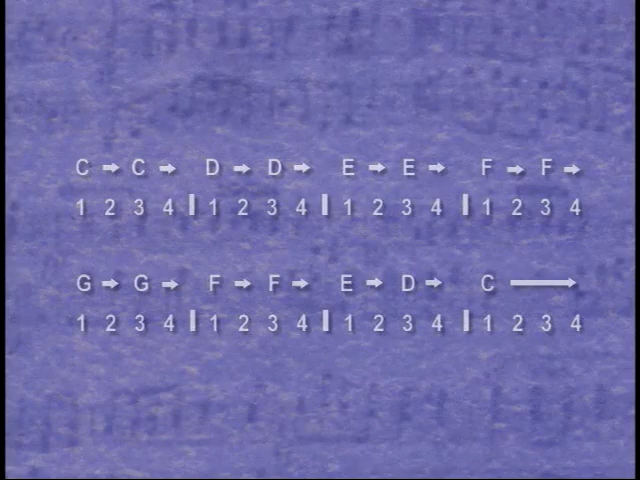 C → C → D → D → E → E → F → F →
1 2 3 4 | 1 2 3 4 | 1 2 3 4 | 1 2 3 4
G → G → F → F → E → D → C →
1 2 3 4 | 1 2 3 4 | 1 2 3 4 | 1 2 3 4